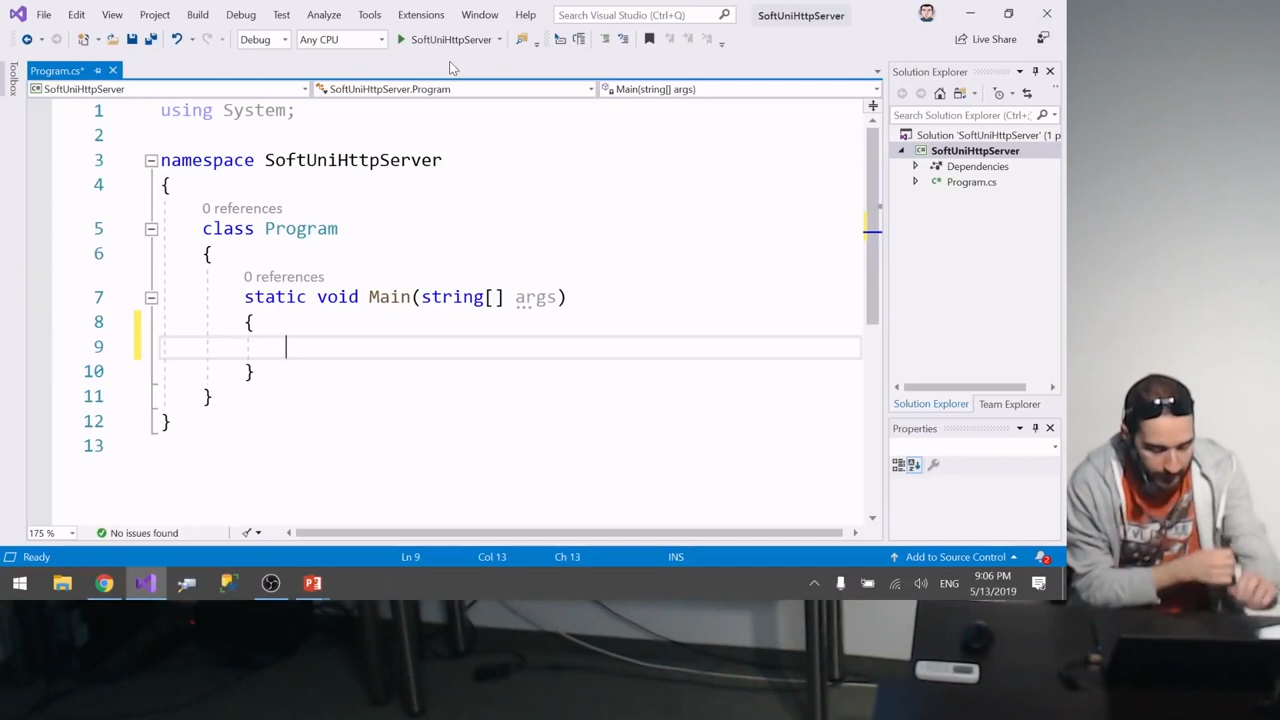 File Edit View Project Build Debug Test Analyze Tools Extensions Window Help Search Visual Studio (Ctrl+Q) SoftUniHttpServer
Debug Any CPU SoftUniHttpServer Live Share
Toolbox
Program.cs*
SoftUniHttpServer SoftUniHttpServer.Program Main(string[] args)
1 using System;
2
3 namespace SoftUniHttpServer
4 {
0 references
5 class Program
6 {
0 references
7 static void Main(string[] args)
8 {
9
10 }
11 }
12 }
13
175 % No issues found
Solution Explorer
Search Solution Explorer (Ctrl+;
Solution 'SoftUniHttpServer' (1 p
SoftUniHttpServer
Dependencies
Program.cs
Solution Explorer Team Explorer
Properties
Ready Ln 9 Col 13 Ch 13 INS Add to Source Control 2
ENG 9:06 PM
5/13/2019